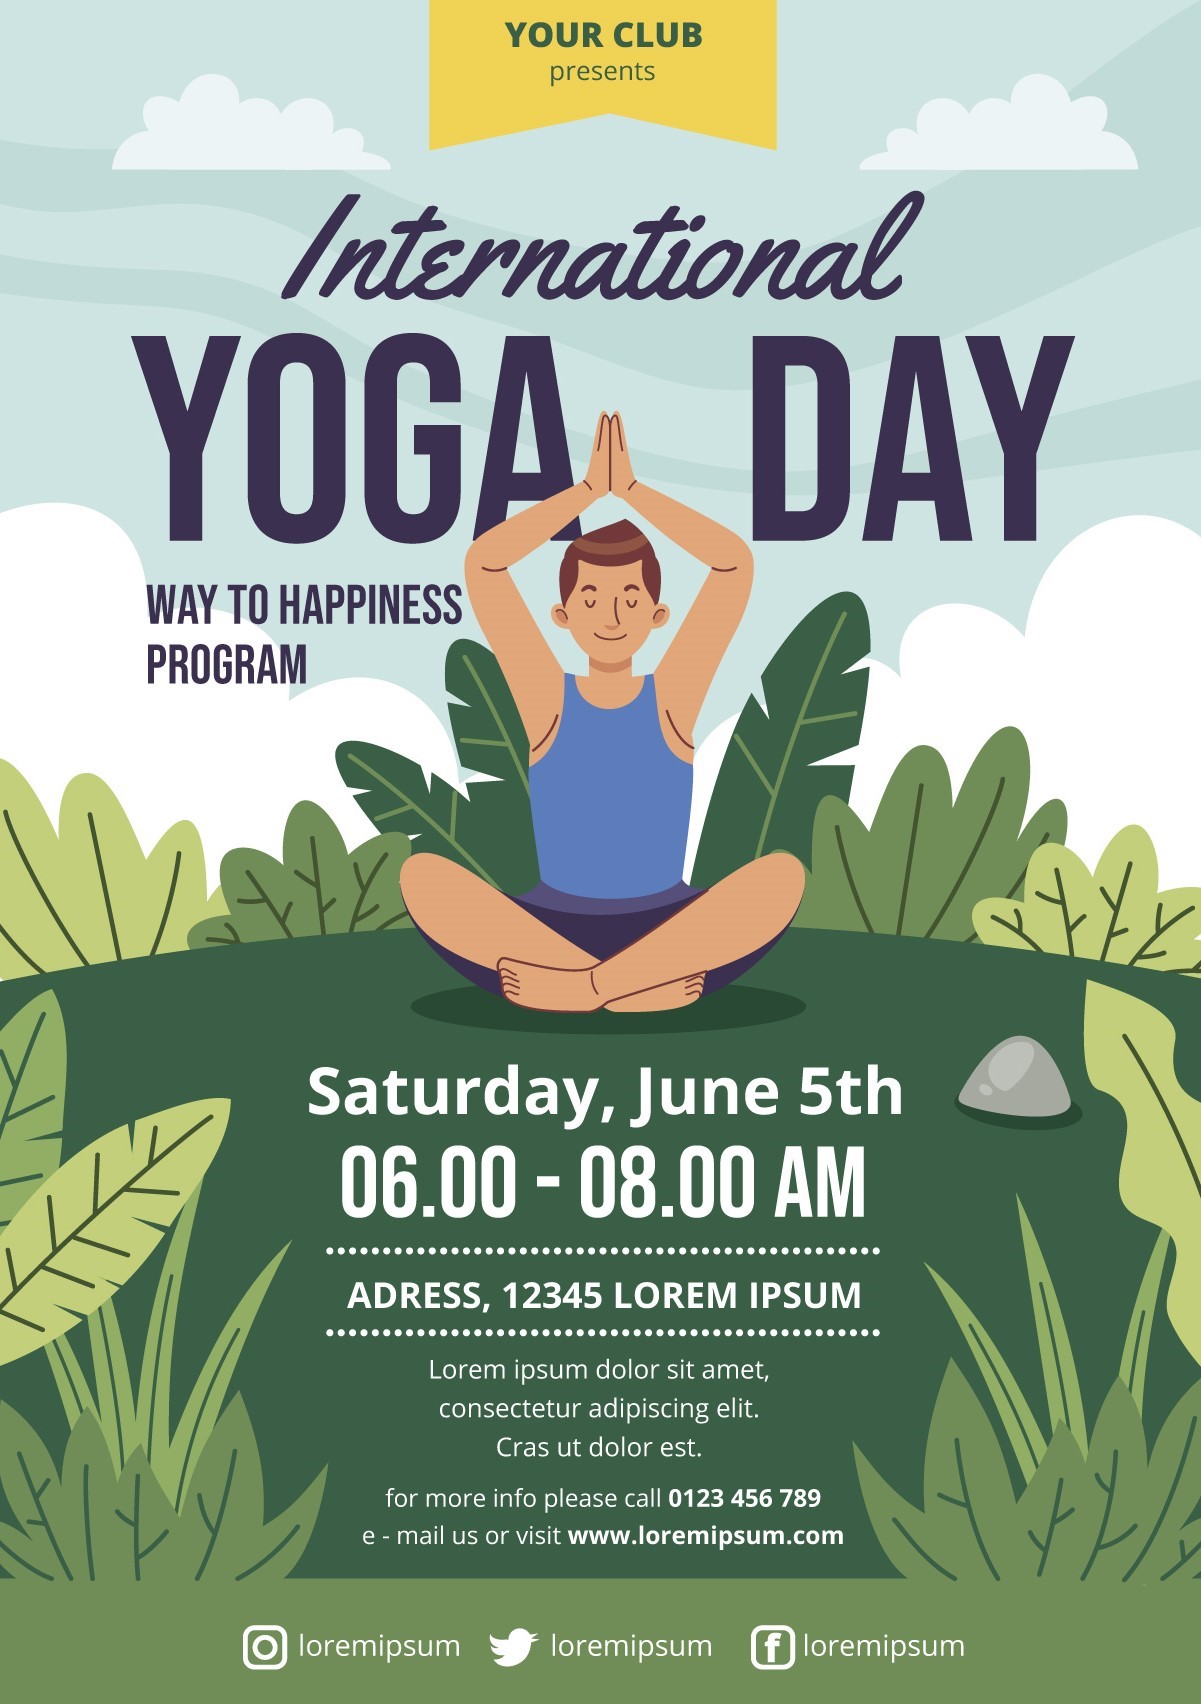 YOUR CLUB
presents
International
YOGA DAY
WAY TO HAPPINESS
PROGRAM
Saturday, June 5th
06.00 - 08.00 AM
ADRESS, 12345 LOREM IPSUM
Lorem ipsum dolor sit amet,
consectetur adipiscing elit.
Cras ut dolor est.
for more info please call 0123 456 789
e - mail us or visit www.loremipsum.com
loremipsum loremipsum loremipsum